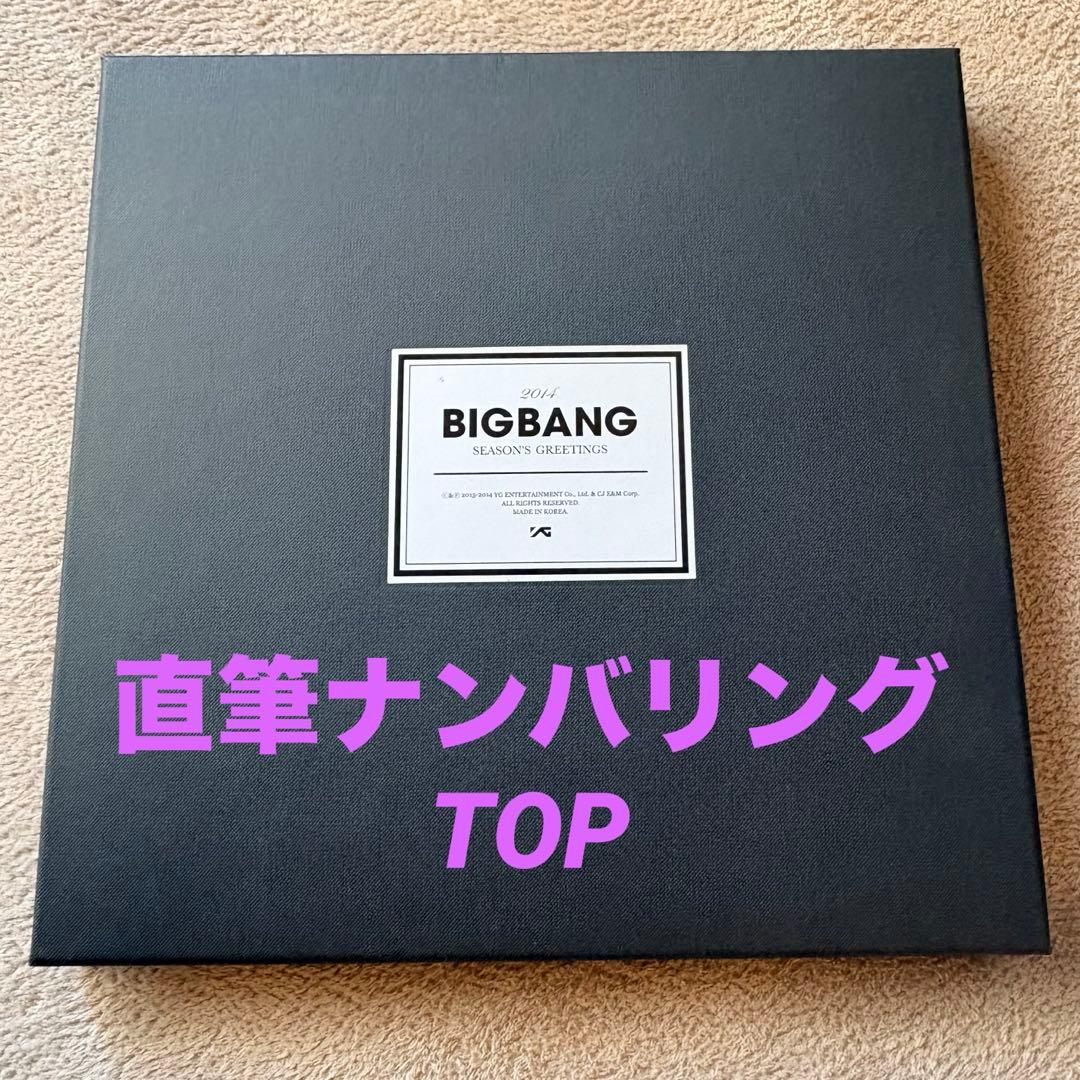 2014
BIGBANG
SEASON'S GREETINGS
Ⓒ&Ⓟ 2013-2014 YG ENTERTAINMENT Co., Ltd. & CJ E&M Corp.
ALL RIGHTS RESERVED.
MADE IN KOREA.
YG
直筆ナンバリング
TOP